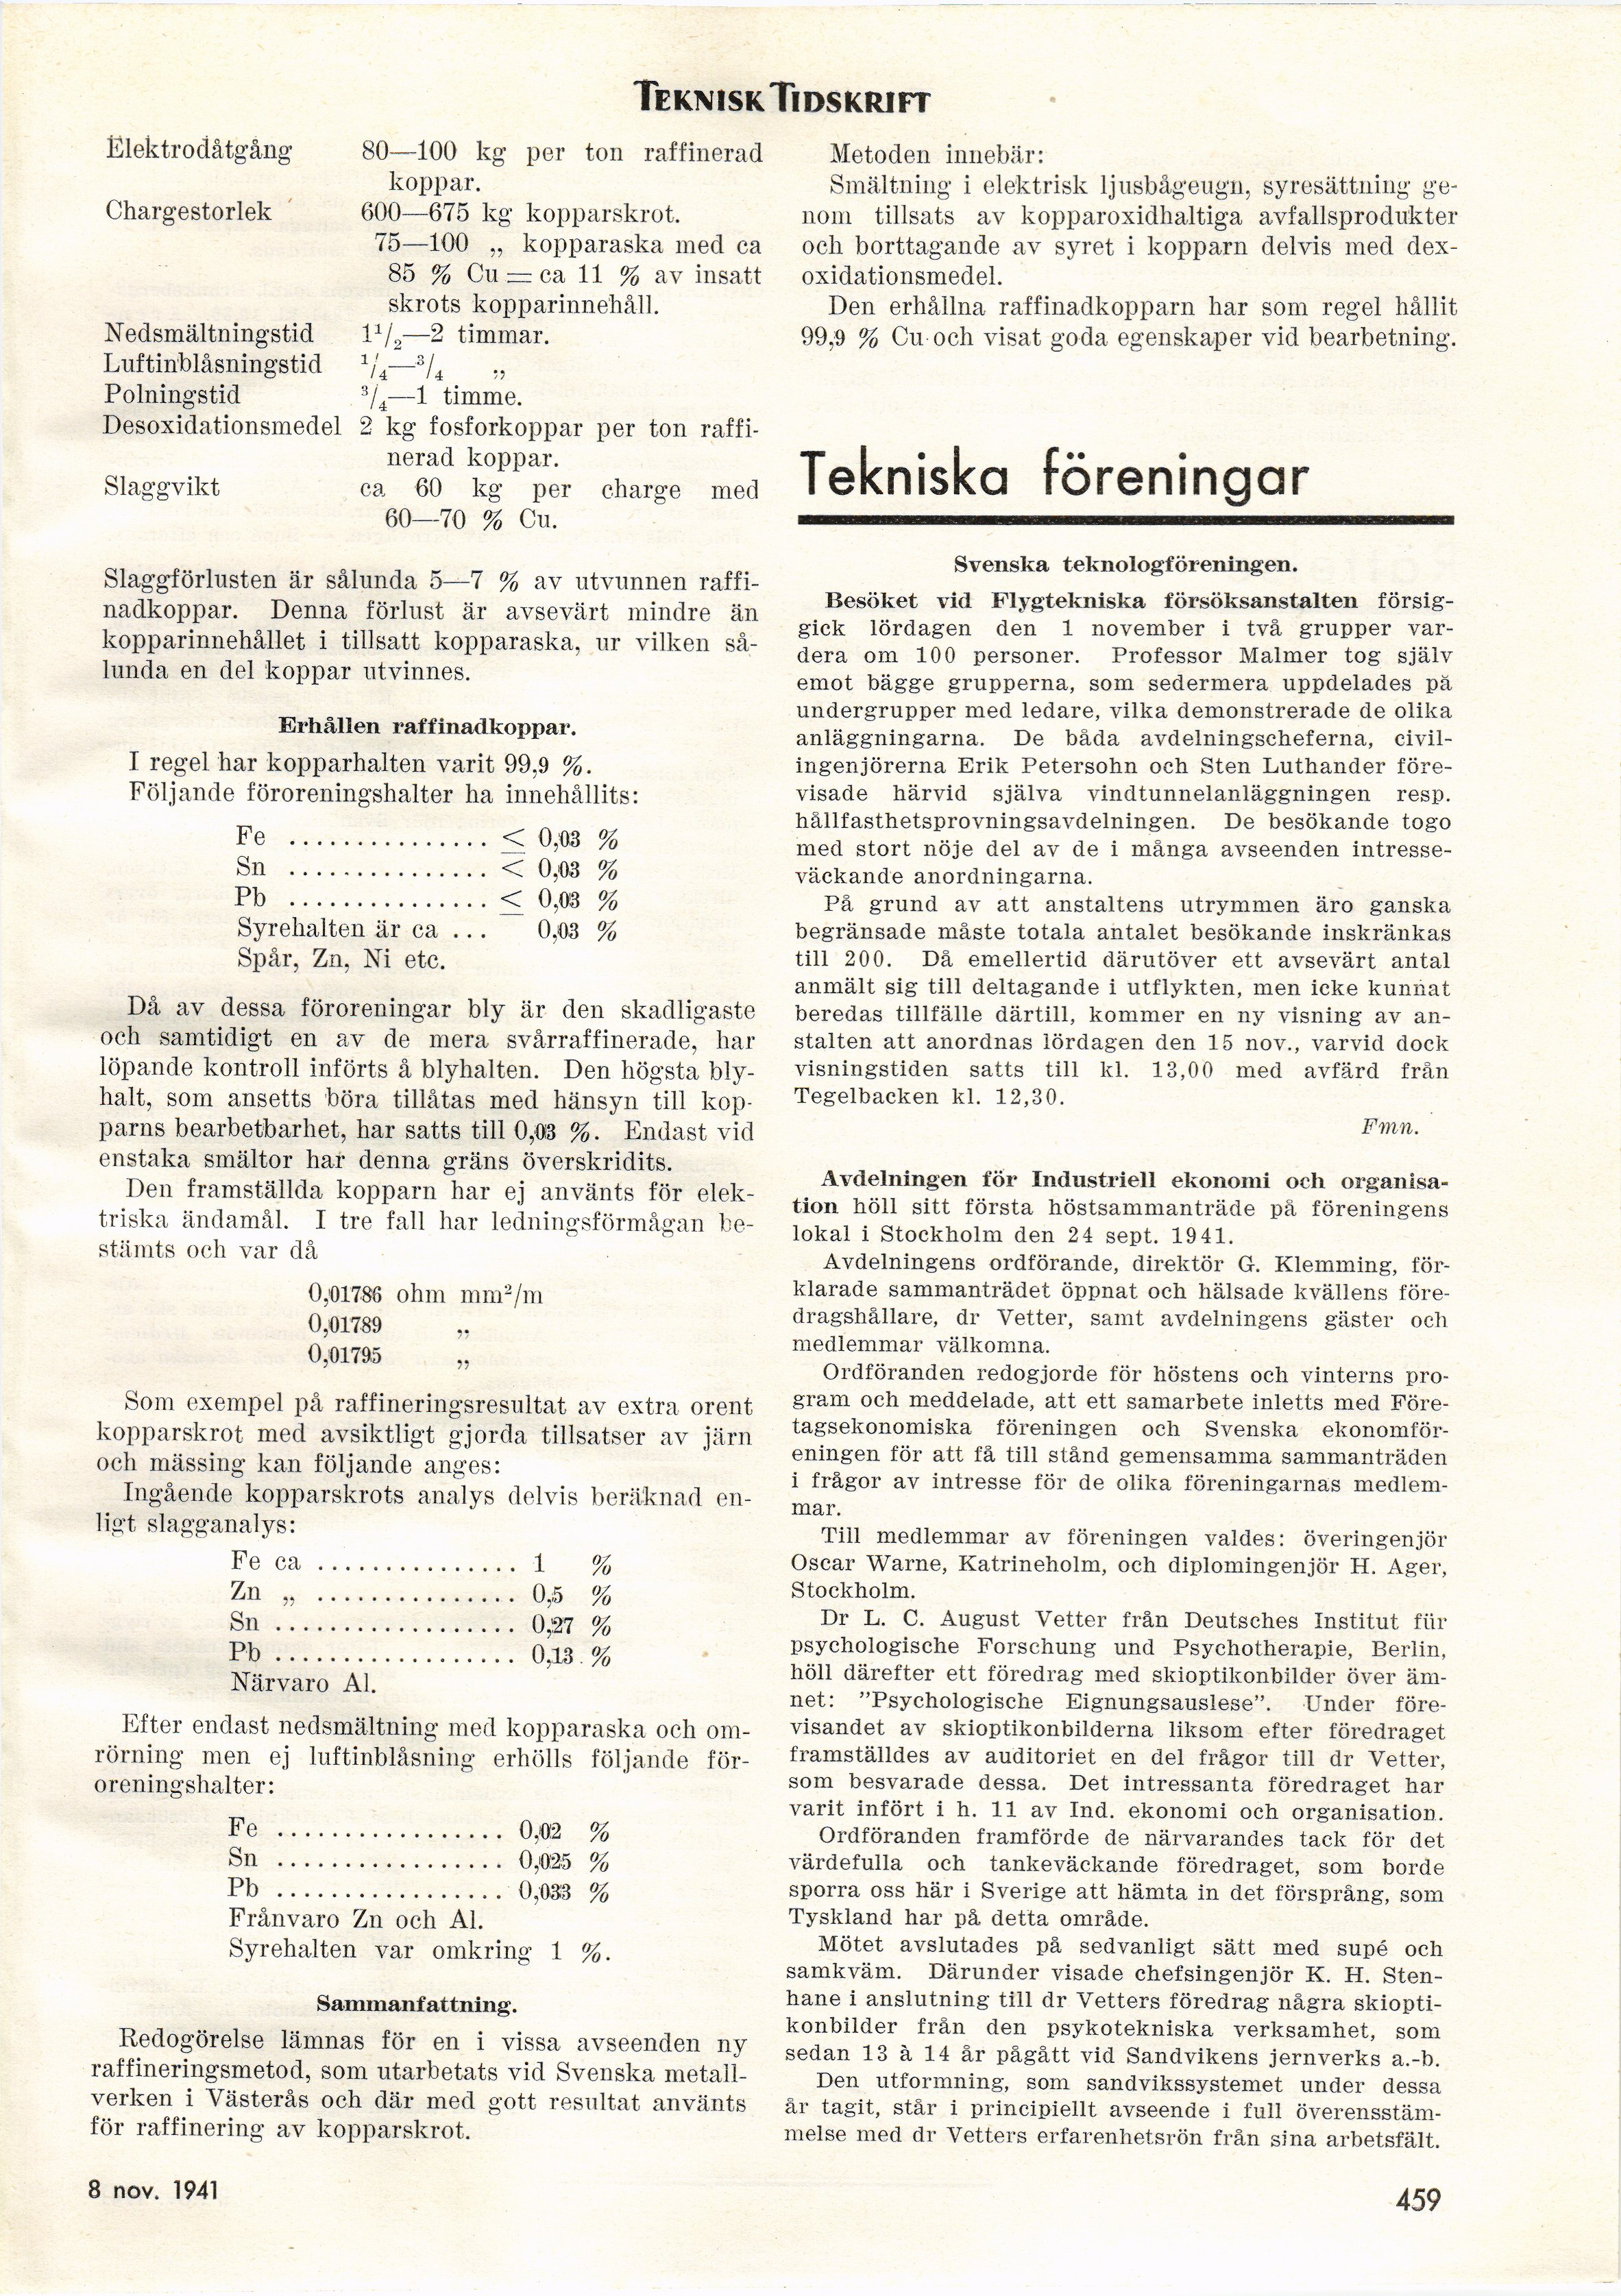 TEKNISK TIDSKRIFT
Elektrodåtgång 80—100 kg per ton raffinerad
koppar.
Chargestorlek 600—675 kg kopparskrot.
75—100 „ kopparaska med ca
85 % Cu = ca 11 % av insatt
skrots kopparinnehåll.
Nedsmältningstid 1¹/₂—2 timmar.
Luftinblåsningstid ¹/₄—³/₄ „
Polningstid ³/₄—1 timme.
Desoxidationsmedel 2 kg fosforkoppar per ton raffi-
nerad koppar.
Slaggvikt ca 60 kg per charge med
60—70 % Cu.
Slaggförlusten är sålunda 5—7 % av utvunnen raffi-
nadkoppar. Denna förlust är avsevärt mindre än
kopparinnehållet i tillsatt kopparaska, ur vilken så-
lunda en del koppar utvinnes.
Erhållen raffinadkoppar.
I regel har kopparhalten varit 99,9 %.
Följande föroreningshalter ha innehållits:
Fe ............... ≤ 0,03 %
Sn ............... < 0,03 %
Pb ............... ≤ 0,03 %
Syrehalten är ca ... 0,03 %
Spår, Zn, Ni etc.
Då av dessa föroreningar bly är den skadligaste
och samtidigt en av de mera svårraffinerade, har
löpande kontroll införts å blyhalten. Den högsta bly-
halt, som ansetts böra tillåtas med hänsyn till kop-
parns bearbetbarhet, har satts till 0,03 %. Endast vid
enstaka smältor har denna gräns överskridits.
Den framställda kopparn har ej använts för elek-
triska ändamål. I tre fall har ledningsförmågan be-
stämts och var då
0,01786 ohm mm²/m
0,01789 „
0,01795 „
Som exempel på raffineringsresultat av extra orent
kopparskrot med avsiktligt gjorda tillsatser av järn
och mässing kan följande anges:
Ingående kopparskrots analys delvis beräknad en-
ligt slagganalys:
Fe ca ............... 1 %
Zn „ ............... 0,5 %
Sn .................. 0,27 %
Pb .................. 0,13 %
Närvaro Al.
Efter endast nedsmältning med kopparaska och om-
rörning men ej luftinblåsning erhölls följande för-
oreningshalter:
Fe ................. 0,02 %
Sn ................. 0,025 %
Pb ................. 0,033 %
Frånvaro Zn och Al.
Syrehalten var omkring 1 %.
Sammanfattning.
Redogörelse lämnas för en i vissa avseenden ny
raffineringsmetod, som utarbetats vid Svenska metall-
verken i Västerås och där med gott resultat använts
för raffinering av kopparskrot.
Metoden innebär:
Smältning i elektrisk ljusbågeugn, syresättning ge-
nom tillsats av kopparoxidhaltiga avfallsprodukter
och borttagande av syret i kopparn delvis med dex-
oxidationsmedel.
Den erhållna raffinadkopparn har som regel hållit
99,9 % Cu och visat goda egenskaper vid bearbetning.
Tekniska föreningar
Svenska teknologföreningen.
Besöket vid Flygtekniska försöksanstalten försig-
gick lördagen den 1 november i två grupper var-
dera om 100 personer. Professor Malmer tog själv
emot bägge grupperna, som sedermera uppdelades på
undergrupper med ledare, vilka demonstrerade de olika
anläggningarna. De båda avdelningscheferna, civil-
ingenjörerna Erik Petersohn och Sten Luthander före-
visade härvid själva vindtunnelanläggningen resp.
hållfasthetsprovningsavdelningen. De besökande togo
med stort nöje del av de i många avseenden intresse-
väckande anordningarna.
På grund av att anstaltens utrymmen äro ganska
begränsade måste totala antalet besökande inskränkas
till 200. Då emellertid därutöver ett avsevärt antal
anmält sig till deltagande i utflykten, men icke kunnat
beredas tillfälle därtill, kommer en ny visning av an-
stalten att anordnas lördagen den 15 nov., varvid dock
visningstiden satts till kl. 13,00 med avfärd från
Tegelbacken kl. 12,30.
Fmn.
Avdelningen för Industriell ekonomi och organisa-
tion höll sitt första höstsammanträde på föreningens
lokal i Stockholm den 24 sept. 1941.
Avdelningens ordförande, direktör G. Klemming, för-
klarade sammanträdet öppnat och hälsade kvällens före-
dragshållare, dr Vetter, samt avdelningens gäster och
medlemmar välkomna.
Ordföranden redogjorde för höstens och vinterns pro-
gram och meddelade, att ett samarbete inletts med Före-
tagsekonomiska föreningen och Svenska ekonomför-
eningen för att få till stånd gemensamma sammanträden
i frågor av intresse för de olika föreningarnas medlem-
mar.
Till medlemmar av föreningen valdes: överingenjör
Oscar Warne, Katrineholm, och diplomingenjör H. Ager,
Stockholm.
Dr L. C. August Vetter från Deutsches Institut für
psychologische Forschung und Psychotherapie, Berlin,
höll därefter ett föredrag med skioptikonbilder över äm-
net: ”Psychologische Eignungsauslese”. Under före-
visandet av skioptikonbilderna liksom efter föredraget
framställdes av auditoriet en del frågor till dr Vetter,
som besvarade dessa. Det intressanta föredraget har
varit infört i h. 11 av Ind. ekonomi och organisation.
Ordföranden framförde de närvarandes tack för det
värdefulla och tankeväckande föredraget, som borde
sporra oss här i Sverige att hämta in det försprång, som
Tyskland har på detta område.
Mötet avslutades på sedvanligt sätt med supé och
samkväm. Därunder visade chefsingenjör K. H. Sten-
hane i anslutning till dr Vetters föredrag några skiopti-
konbilder från den psykotekniska verksamhet, som
sedan 13 à 14 år pågått vid Sandvikens jernverks a.-b.
Den utformning, som sandvikssystemet under dessa
år tagit, står i principiellt avseende i full överensstäm-
melse med dr Vetters erfarenhetsrön från sina arbetsfält.
8 nov. 1941
459